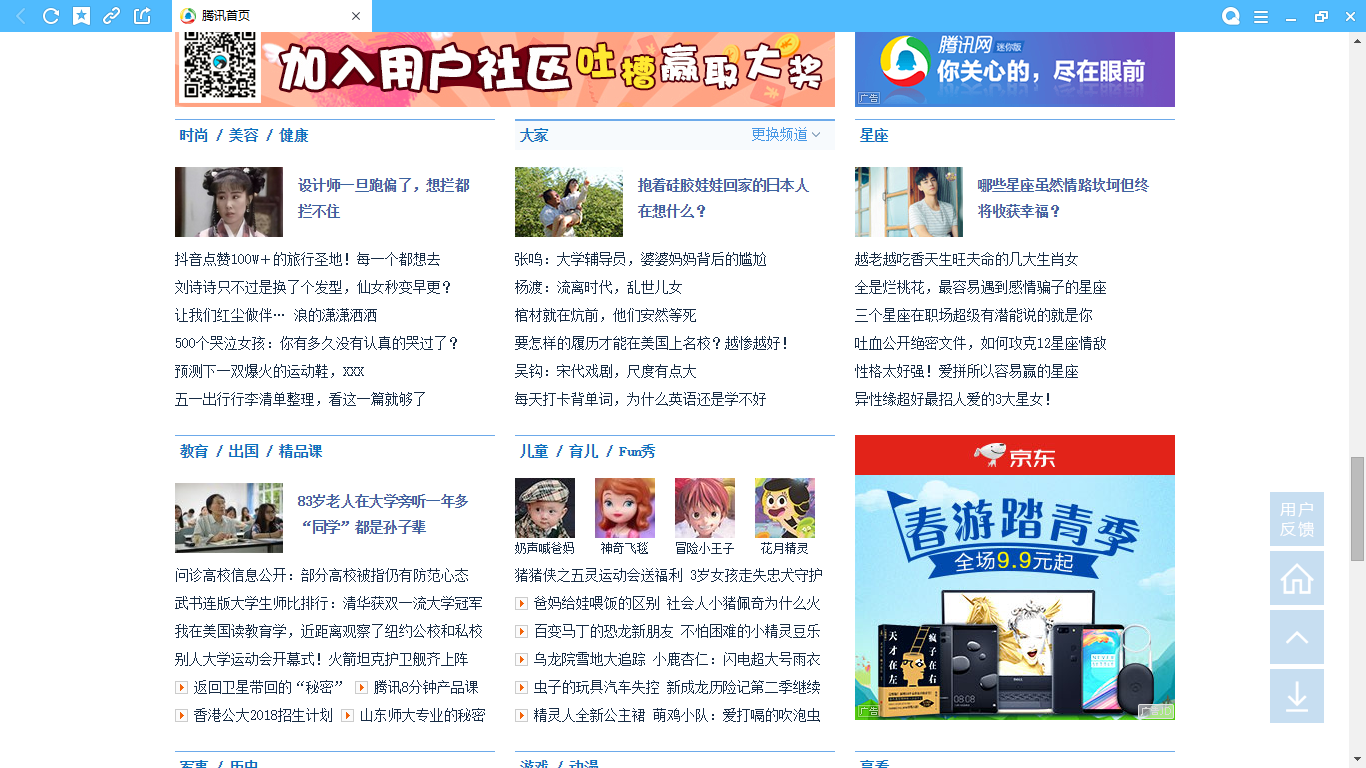 腾讯首页
加入用户社区吐槽赢取大奖
腾讯网 迷你版
你关心的，尽在眼前
广告
时尚 / 美容 / 健康
设计师一旦跑偏了，想拦都
拦不住
抖音点赞100W＋的旅行圣地！每一个都想去
刘诗诗只不过是换了个发型，仙女秒变早更？
让我们红尘做伴… 浪的潇潇洒洒
500个哭泣女孩：你有多久没有认真的哭过了？
预测下一双爆火的运动鞋，XXX
五一出行行李清单整理，看这一篇就够了
大家
更换频道
抱着硅胶娃娃回家的日本人
在想什么？
张鸣：大学辅导员，婆婆妈妈背后的尴尬
杨渡：流离时代，乱世儿女
棺材就在炕前，他们安然等死
要怎样的履历才能在美国上名校？越惨越好！
吴钩：宋代戏剧，尺度有点大
每天打卡背单词，为什么英语还是学不好
星座
哪些星座虽然情路坎坷但终
将收获幸福？
越老越吃香天生旺夫命的几大生肖女
全是烂桃花，最容易遇到感情骗子的星座
三个星座在职场超级有潜能说的就是你
吐血公开绝密文件，如何攻克12星座情敌
性格太好强！爱拼所以容易赢的星座
异性缘超好最招人爱的3大星女！
教育 / 出国 / 精品课
83岁老人在大学旁听一年多
“同学”都是孙子辈
问诊高校信息公开：部分高校被指仍有防范心态
武书连版大学生师比排行：清华获双一流大学冠军
我在美国读教育学，近距离观察了纽约公校和私校
别人大学运动会开幕式！火箭坦克护卫舰齐上阵
返回卫星带回的“秘密” 腾讯8分钟产品课
香港公大2018招生计划 山东师大专业的秘密
儿童 / 育儿 / Fun秀
奶声喊爸妈 神奇飞毯 冒险小王子 花月精灵
猪猪侠之五灵运动会送福利 3岁女孩走失忠犬守护
爸妈给娃喂饭的区别 社会人小猪佩奇为什么火
百变马丁的恐龙新朋友 不怕困难的小精灵豆乐
乌龙院雪地大追踪 小鹿杏仁：闪电超大号雨衣
虫子的玩具汽车失控 新成龙历险记第二季继续
精灵人全新公主裙 萌鸡小队：爱打嗝的吹泡虫
京东
春游踏青季
全场9.9元起
天才在左
疯子在右
08:08
DELL
广告
用户
反馈
军事 / 历史
游戏 / 动漫